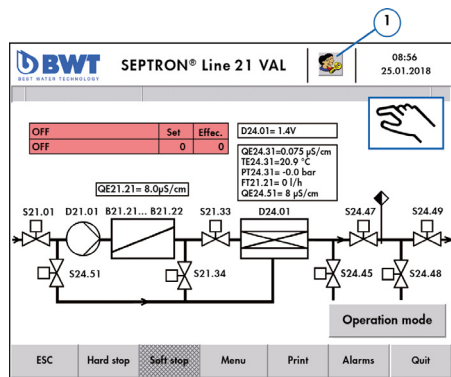 1
BWT
BEST WATER TECHNOLOGY
SEPTRON® Line 21 VAL
08:56
25.01.2018
OFF Set Effec.
OFF 0 0
D24.01= 1.4V
QE24.31=0.075 µS/cm
TE24.31=20.9 °C
PT24.31= -0.0 bar
FT21.21= 0 l/h
QE24.51= 8 µS/cm
QE21.21= 8.0µS/cm
S21.01 D21.01 B21.21... B21.22 S21.33 D24.01 S24.47 S24.49
S24.51 S21.34 S24.45 S24.48
Operation mode
ESC Hard stop Soft stop Menu Print Alarms Quit